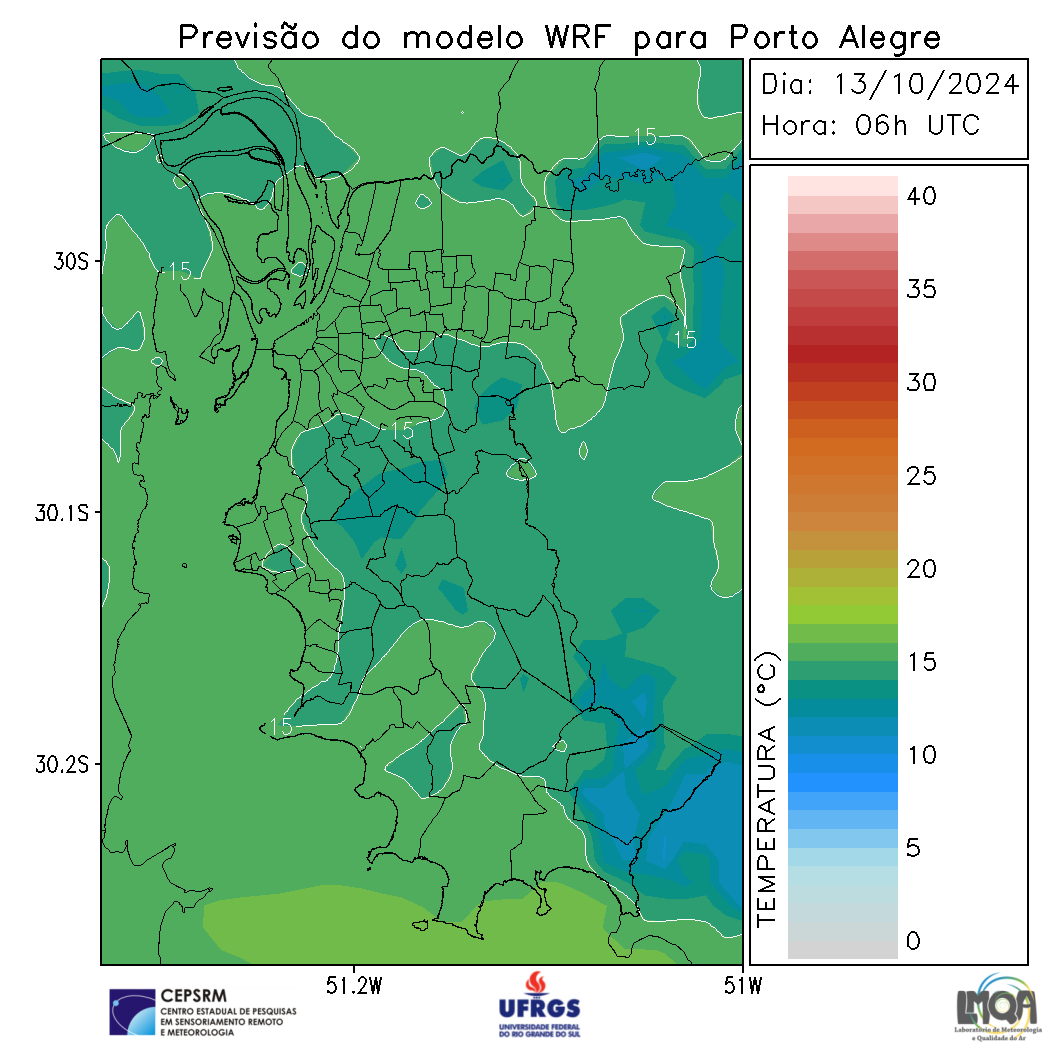 Previsão do modelo WRF para Porto Alegre
Dia: 13/10/2024
Hora: 06h UTC
40
35
30
25
20
15
10
5
0
TEMPERATURA (°C)
30S
30.1S
30.2S
51.2W
51W
15
15
15
15
15
CEPSRM
CENTRO ESTADUAL DE PESQUISAS
EM SENSORIAMENTO REMOTO
E METEOROLOGIA
UFRGS
UNIVERSIDADE FEDERAL
DO RIO GRANDE DO SUL
LMQA
Laboratório de Meteorologia
e Qualidade do Ar